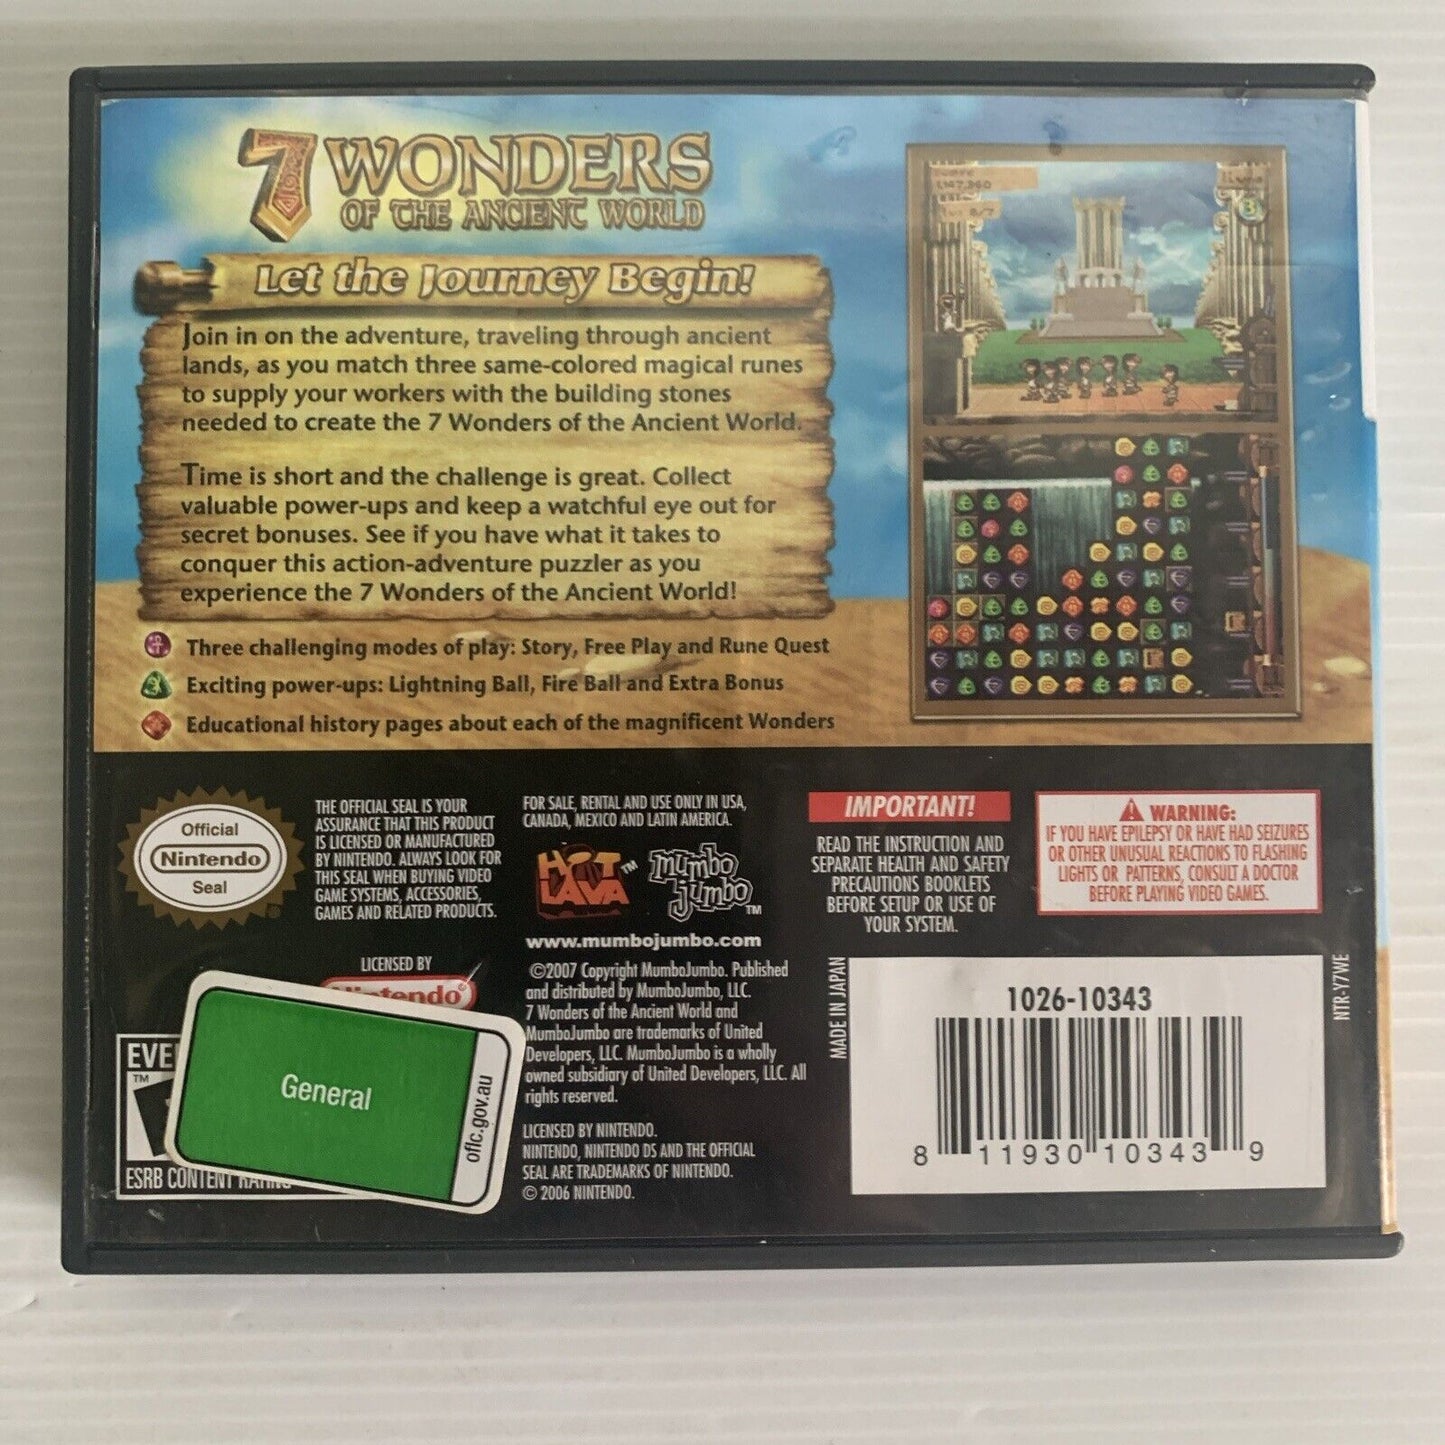 7 WONDERS
OF THE ANCIENT WORLD
Let the Journey Begin!
Join in on the adventure, traveling through ancient
lands, as you match three same-colored magical runes
to supply your workers with the building stones
needed to create the 7 Wonders of the Ancient World.
Time is short and the challenge is great. Collect
valuable power-ups and keep a watchful eye out for
secret bonuses. See if you have what it takes to
conquer this action-adventure puzzler as you
experience the 7 Wonders of the Ancient World!
Three challenging modes of play: Story, Free Play and Rune Quest
Exciting power-ups: Lightning Ball, Fire Ball and Extra Bonus
Educational history pages about each of the magnificent Wonders
Official
Nintendo
Seal
THE OFFICIAL SEAL IS YOUR
ASSURANCE THAT THIS PRODUCT
IS LICENSED OR MANUFACTURED
BY NINTENDO. ALWAYS LOOK FOR
THIS SEAL WHEN BUYING VIDEO
GAME SYSTEMS, ACCESSORIES,
GAMES AND RELATED PRODUCTS.
LICENSED BY
Nintendo®
EVE
TM
ESRB CONTENT RATING
General
oflc.gov.au
FOR SALE, RENTAL AND USE ONLY IN USA,
CANADA, MEXICO AND LATIN AMERICA.
HOT
LAVA™
mumbo
jumbo™
www.mumbojumbo.com
©2007 Copyright MumboJumbo. Published
and distributed by MumboJumbo, LLC.
7 Wonders of the Ancient World and
MumboJumbo are trademarks of United
Developers, LLC. MumboJumbo is a wholly
owned subsidiary of United Developers, LLC. All
rights reserved.
LICENSED BY NINTENDO.
NINTENDO, NINTENDO DS AND THE OFFICIAL
SEAL ARE TRADEMARKS OF NINTENDO.
© 2006 NINTENDO.
IMPORTANT!
READ THE INSTRUCTION AND
SEPARATE HEALTH AND SAFETY
PRECAUTIONS BOOKLETS
BEFORE SETUP OR USE OF
YOUR SYSTEM.
WARNING:
IF YOU HAVE EPILEPSY OR HAVE HAD SEIZURES
OR OTHER UNUSUAL REACTIONS TO FLASHING
LIGHTS OR PATTERNS, CONSULT A DOCTOR
BEFORE PLAYING VIDEO GAMES.
MADE IN JAPAN
1026-10343
8 11930 10343 9
NTR-Y7WE